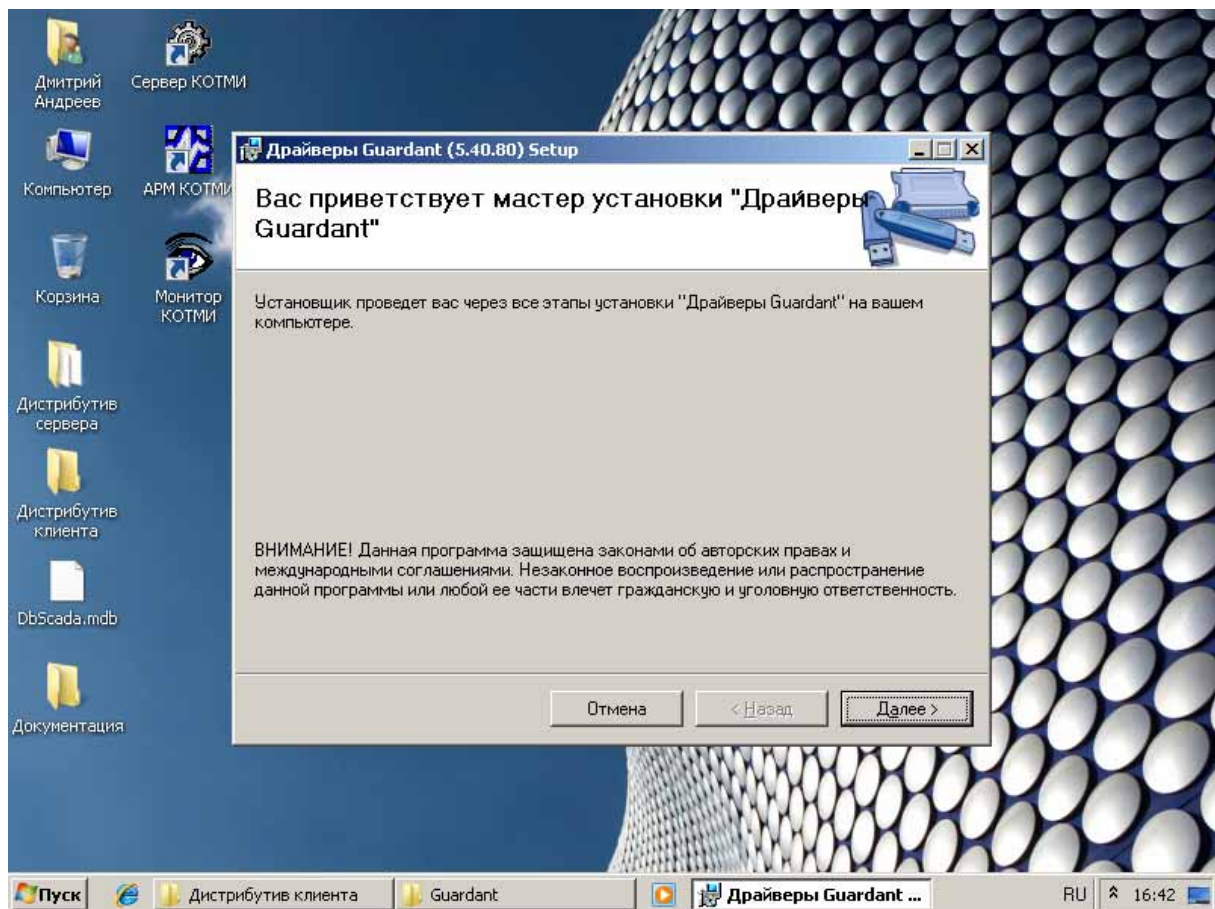 Дмитрий
Андреев
Сервер КОТМИ
Компьютер
АРМ КОТМИ
Корзина
Монитор
КОТМИ
Дистрибутив
сервера
Дистрибутив
клиента
DbScada.mdb
Документация
Драйверы Guardant (5.40.80) Setup
Вас приветствует мастер установки "Драйверы
Guardant"
Установщик проведет вас через все этапы установки "Драйверы Guardant" на вашем
компьютере.
ВНИМАНИЕ! Данная программа защищена законами об авторских правах и
международными соглашениями. Незаконное воспроизведение или распространение
данной программы или любой ее части влечет гражданскую и уголовную ответственность.
Отмена
< Назад
Далее >
Пуск
Дистрибутив клиента
Guardant
Драйверы Guardant ...
RU
16:42